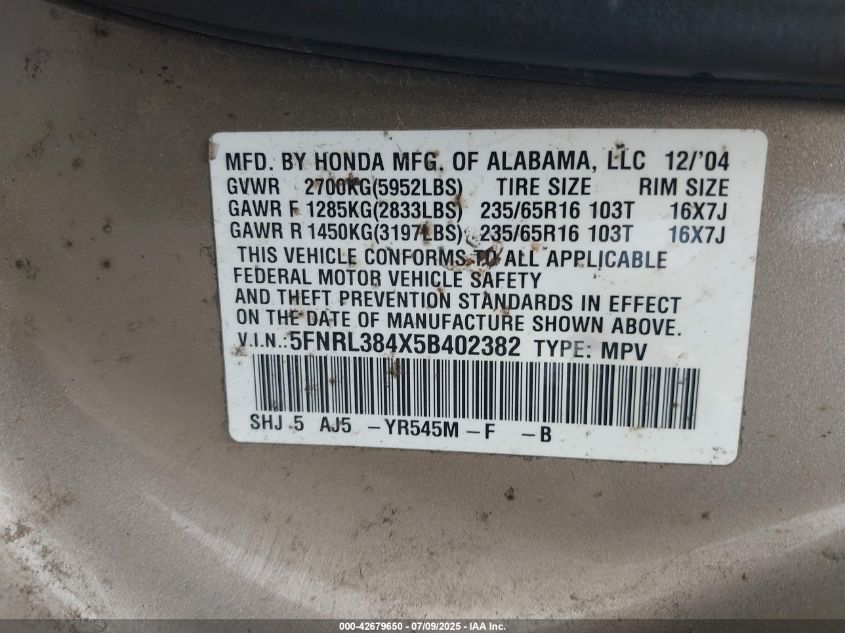 MFD. BY HONDA MFG. OF ALABAMA, LLC 12/'04
GVWR 2700KG(5952LBS) TIRE SIZE RIM SIZE
GAWR F 1285KG(2833LBS) 235/65R16 103T 16X7J
GAWR R 1450KG(3197LBS) 235/65R16 103T 16X7J
THIS VEHICLE CONFORMS TO ALL APPLICABLE
FEDERAL MOTOR VEHICLE SAFETY
AND THEFT PREVENTION STANDARDS IN EFFECT
ON THE DATE OF MANUFACTURE SHOWN ABOVE.
V.I.N.:5FNRL384X5B402382 TYPE: MPV
SHJ 5 AJ5 -YR545M -F -B
000-42679650 - 07/09/2025 - IAA Inc.